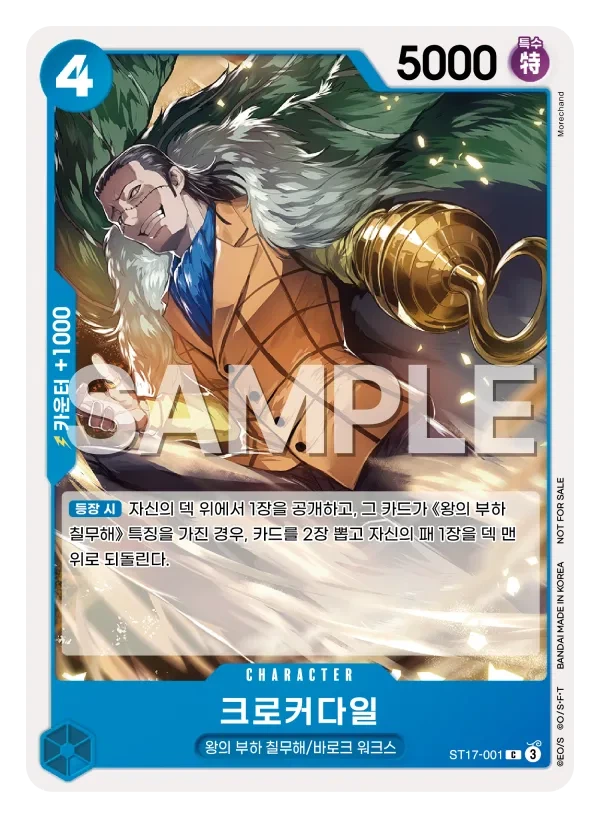 4
5000
특수
特
Morechand
카운터 +1000
SAMPLE
등장 시 자신의 덱 위에서 1장을 공개하고, 그 카드가 《왕의 부하
칠무해》 특징을 가진 경우, 카드를 2장 뽑고 자신의 패 1장을 덱 맨
위로 되돌린다.
CHARACTER
크로커다일
왕의 부하 칠무해/바로크 워크스
ST17-001 C 3
©EO/S ©O/S·F·T BANDAI MADE IN KOREA NOT FOR SALE